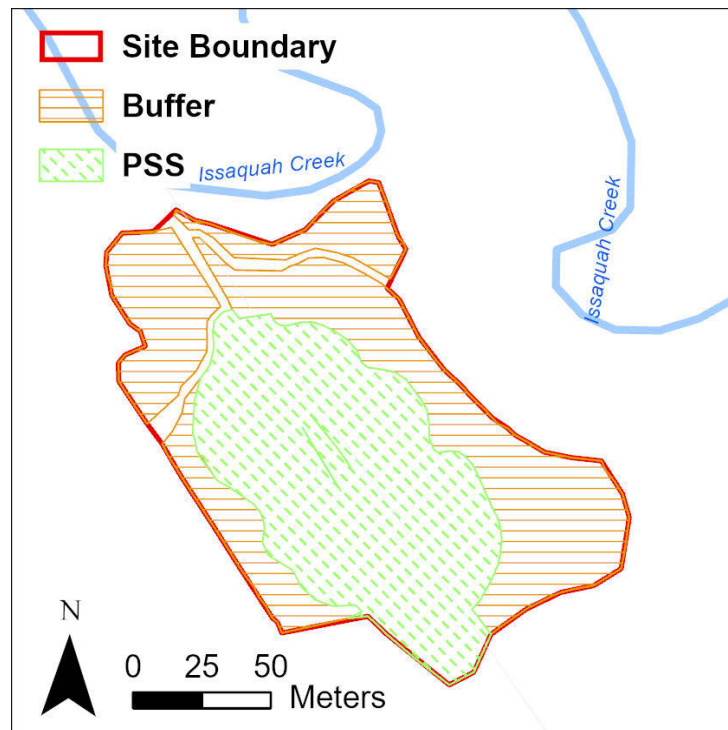 Site Boundary
Buffer
PSS
Issaquah Creek
Issaquah Creek
N
0 25 50
Meters